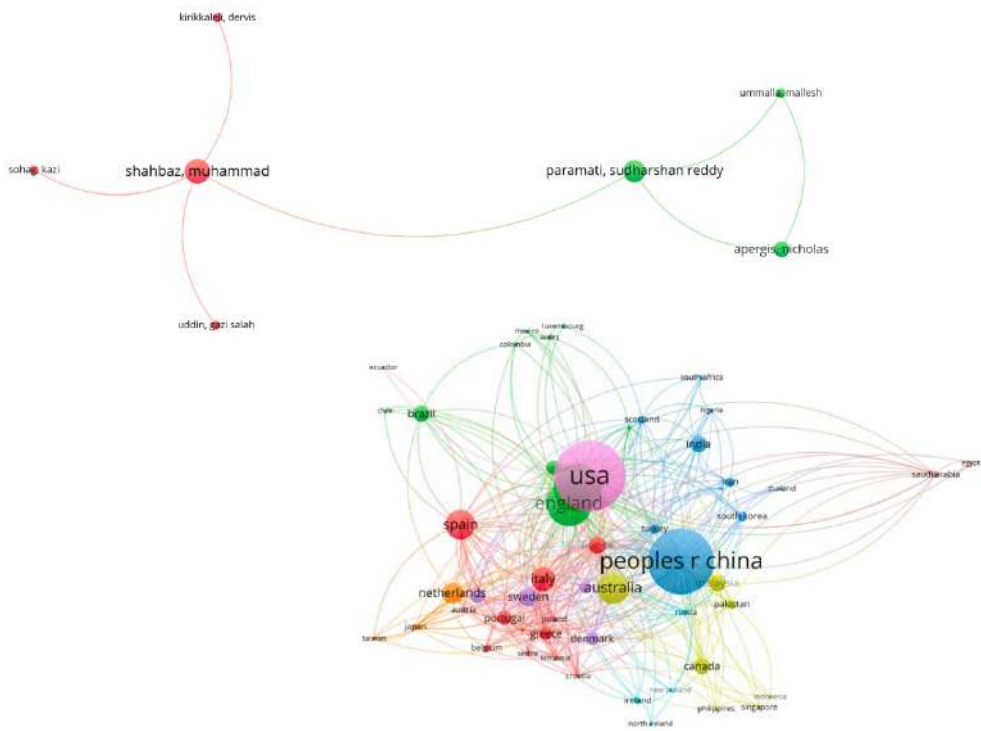 kirikkaleli, dervis
ummalla, mallesh
sohag, kazi
shahbaz, muhammad
paramati, sudharshan reddy
apergis, nicholas
uddin, gazi salah
luxembourg
mexico
wales
colombia
ecuador
south africa
chile
brazil
scotland
nigeria
india
egypt
saudi arabia
usa
iran
thailand
england
south korea
spain
turkey
peoples r china
italy
malaysia
australia
netherlands
sweden
pakistan
austria
russia
portugal
poland
japan
greece
denmark
taiwan
belgium
serbia
romania
canada
croatia
new zealand
indonesia
ireland
philippines
singapore
north ireland